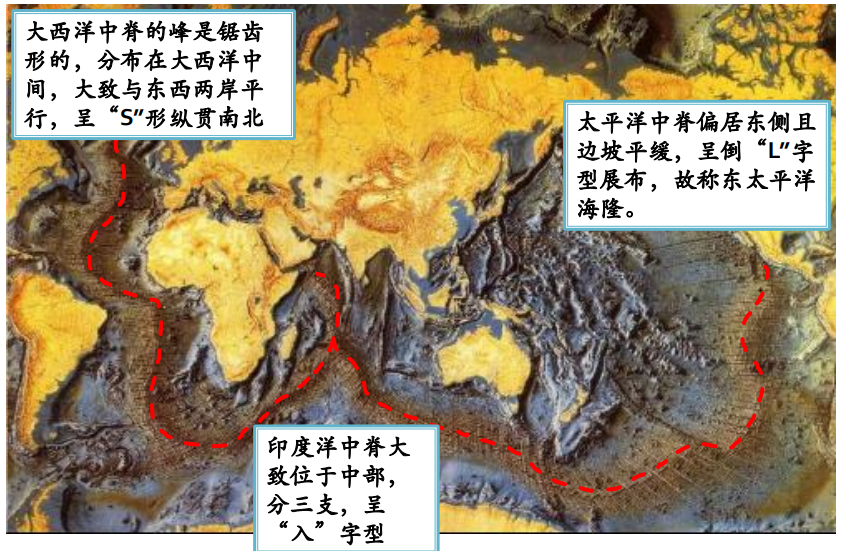 大西洋中脊的峰是锯齿
形的，分布在大西洋中
间，大致与东西两岸平
行，呈“S”形纵贯南北
太平洋中脊偏居东侧且
边坡平缓，呈倒“L”字
型展布，故称东太平洋
海隆。
印度洋中脊大
致位于中部，
分三支，呈
“入”字型